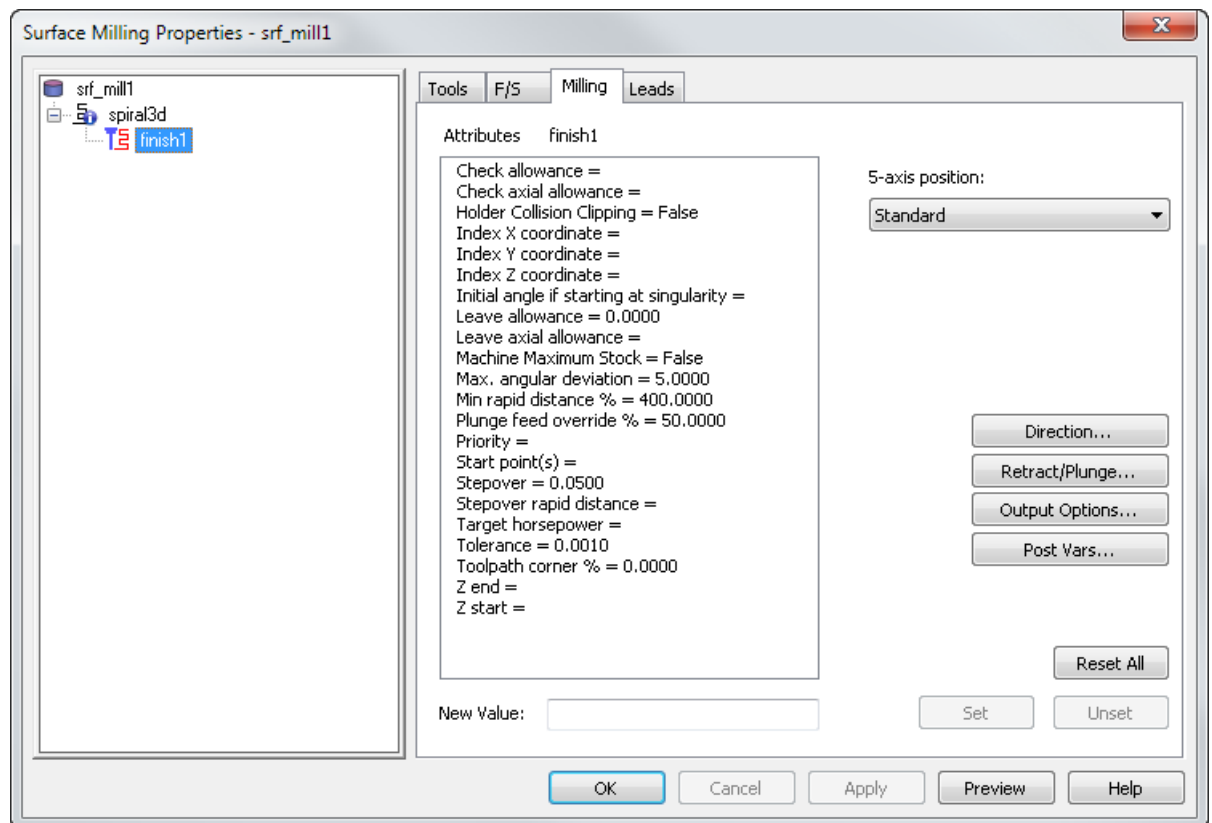 Surface Milling Properties - srf_mill1
srf_mill1
spiral3d
finish1
Tools F/S Milling Leads
Attributes finish1
Check allowance =
Check axial allowance =
Holder Collision Clipping = False
Index X coordinate =
Index Y coordinate =
Index Z coordinate =
Initial angle if starting at singularity =
Leave allowance = 0.0000
Leave axial allowance =
Machine Maximum Stock = False
Max. angular deviation = 5.0000
Min rapid distance % = 400.0000
Plunge feed override % = 50.0000
Priority =
Start point(s) =
Stepover = 0.0500
Stepover rapid distance =
Target horsepower =
Tolerance = 0.0010
Toolpath corner % = 0.0000
Z end =
Z start =
5-axis position:
Standard
Direction...
Retract/Plunge...
Output Options...
Post Vars...
Reset All
New Value:
Set Unset
OK Cancel Apply Preview Help